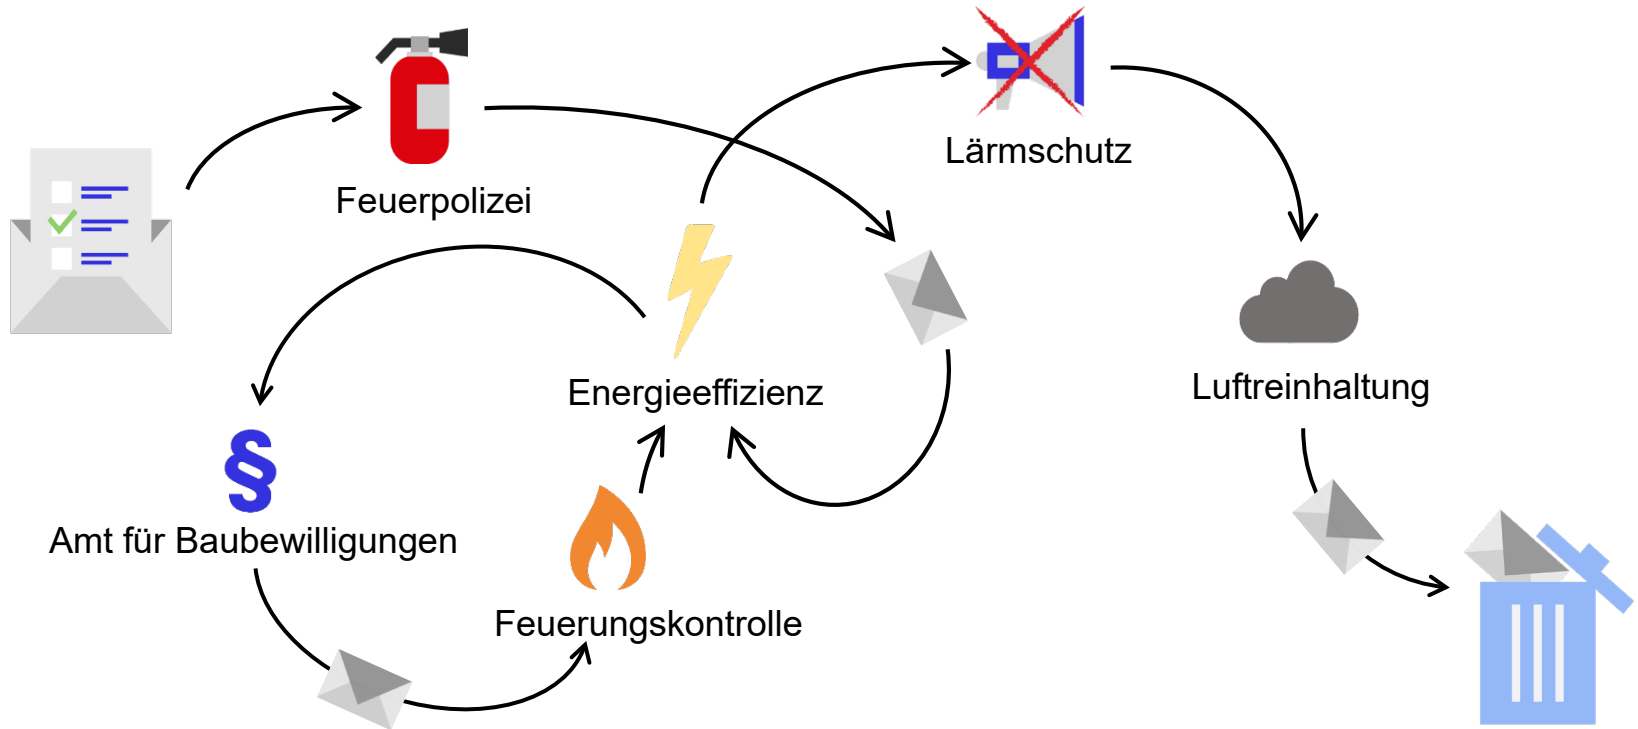 Lärmschutz
Feuerpolizei
Energieeffizienz
Luftreinhaltung
§
Amt für Baubewilligungen
Feuerungskontrolle